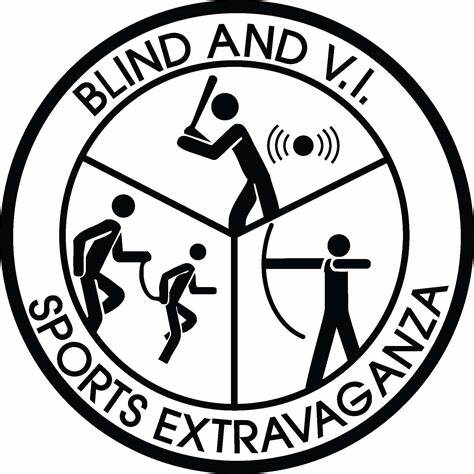 BLIND AND V.I.
SPORTS EXTRAVAGANZA